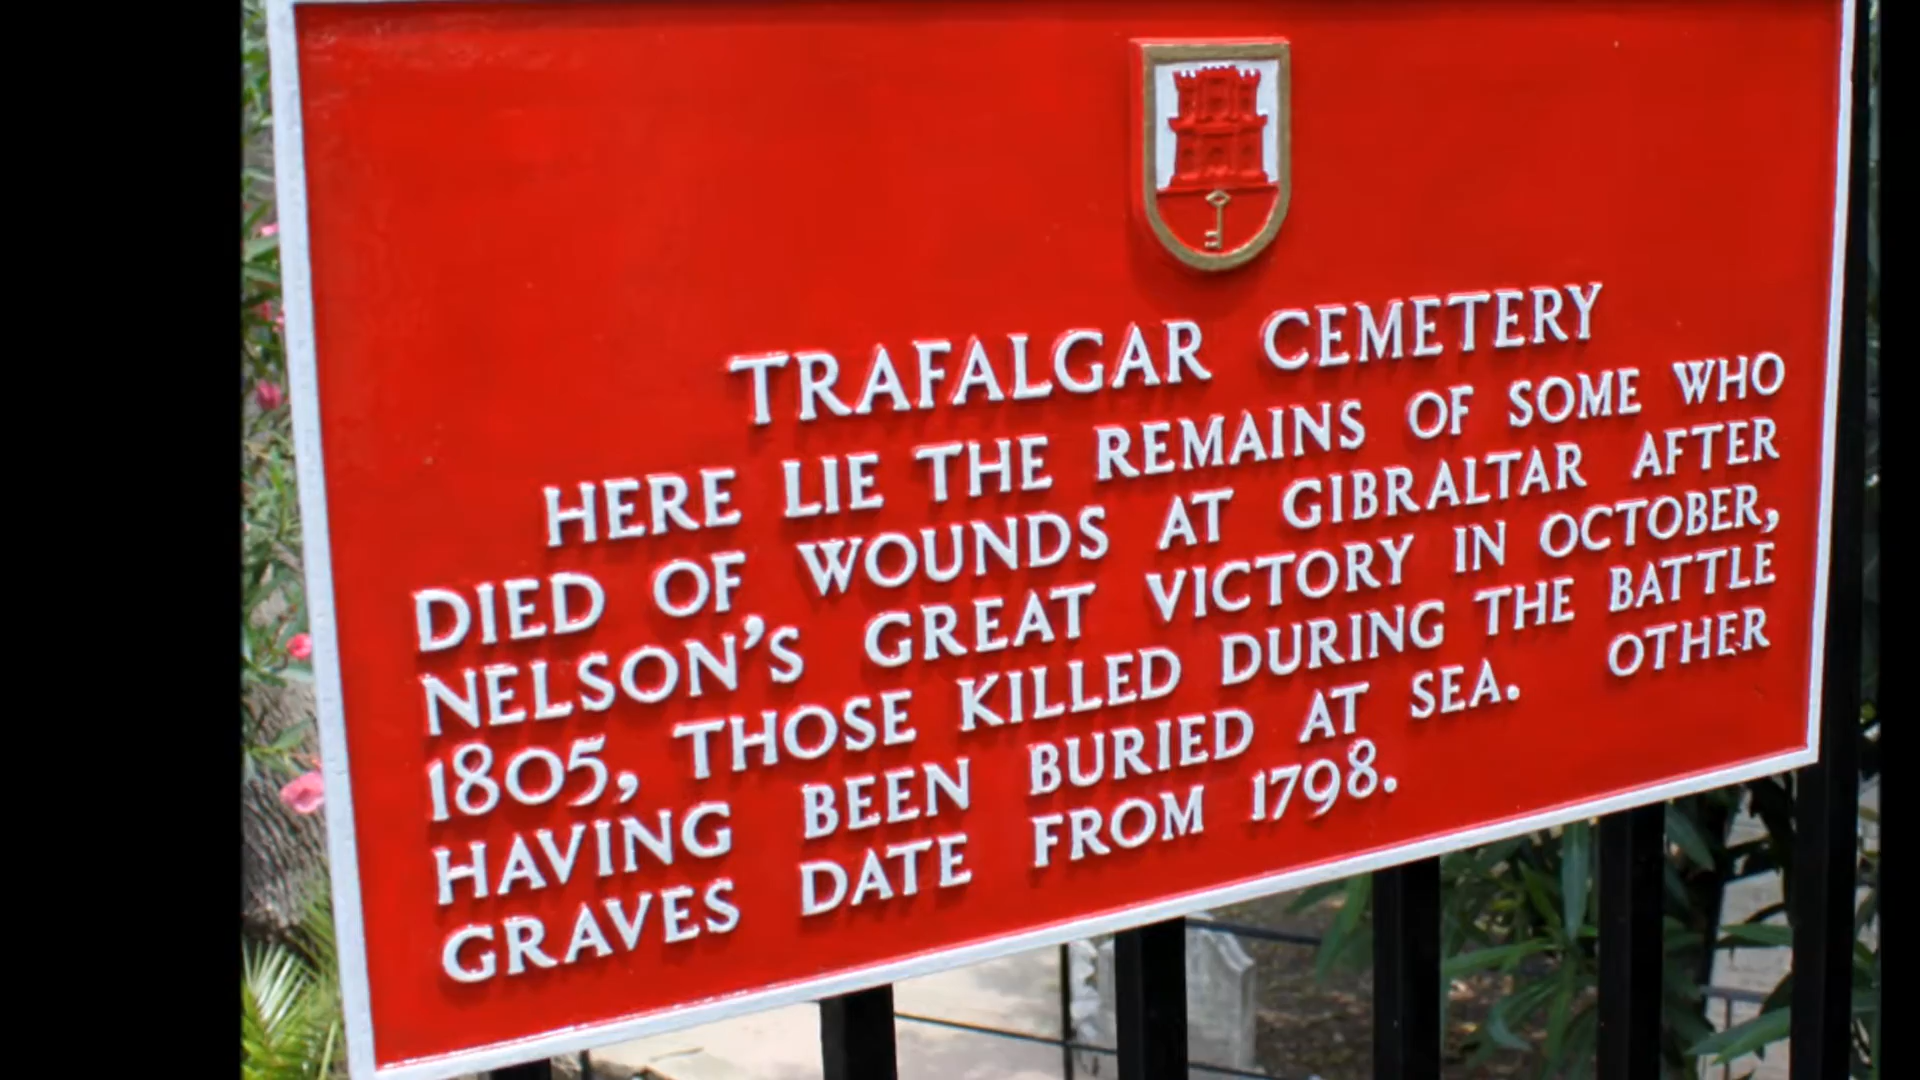 TRAFALGAR CEMETERY
HERE LIE THE REMAINS OF SOME WHO
DIED OF WOUNDS AT GIBRALTAR AFTER
NELSON'S GREAT VICTORY IN OCTOBER,
1805, THOSE KILLED DURING THE BATTLE
HAVING BEEN BURIED AT SEA. OTHER
GRAVES DATE FROM 1798.